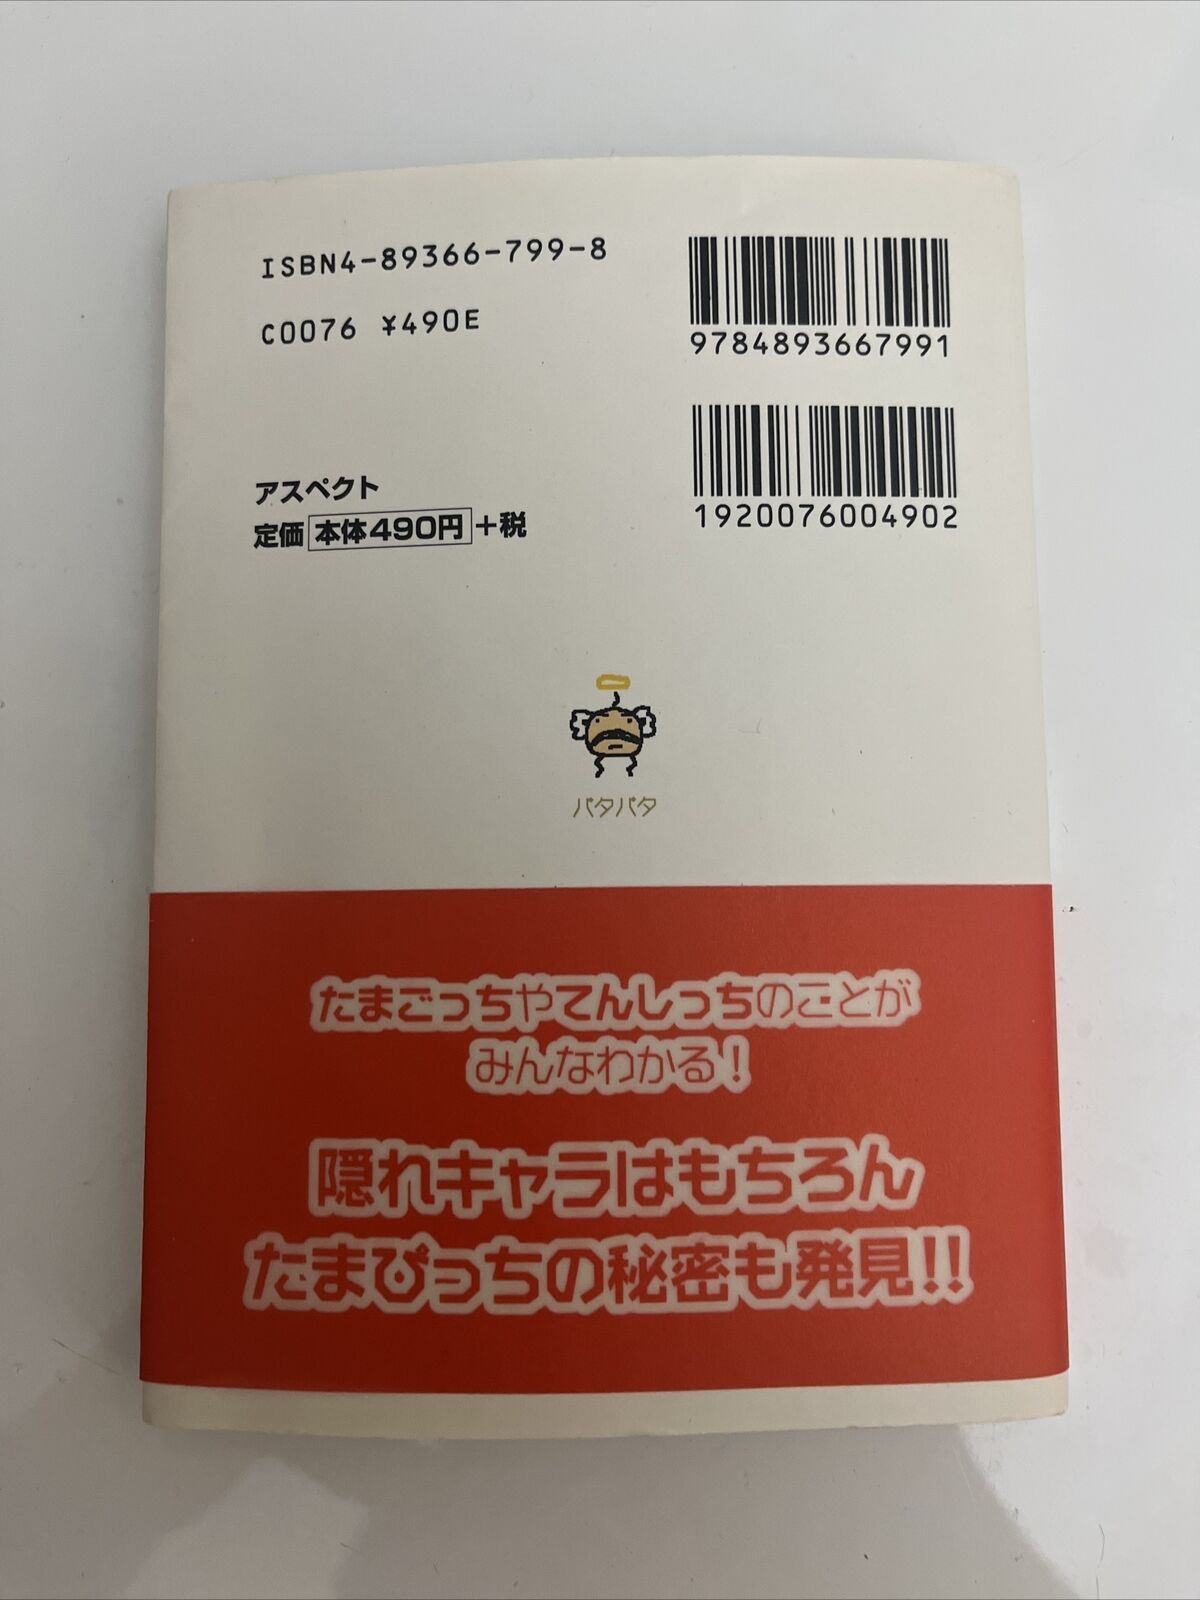 ISBN4-89366-799-8
C0076 ¥490E
9784893667991
1920076004902
アスペクト
定価 本体490円 +税
パタパタ
たまごっちやてんしっちのことが
みんなわかる！
隠れキャラはもちろん
たまぴっちの秘密も発見!!